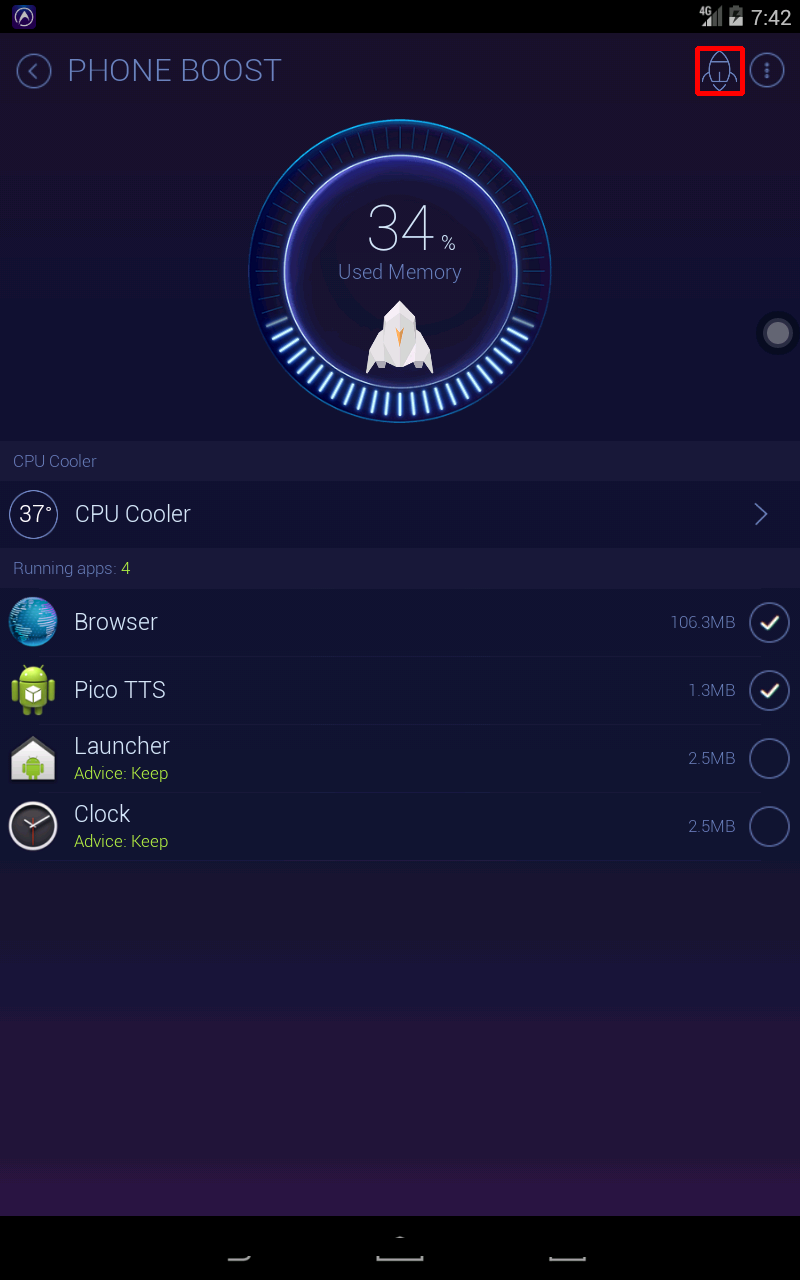 4G 7:42
PHONE BOOST
34 %
Used Memory
CPU Cooler
37° CPU Cooler
Running apps: 4
Browser 106.3MB
Pico TTS 1.3MB
Launcher
Advice: Keep 2.5MB
Clock
Advice: Keep 2.5MB